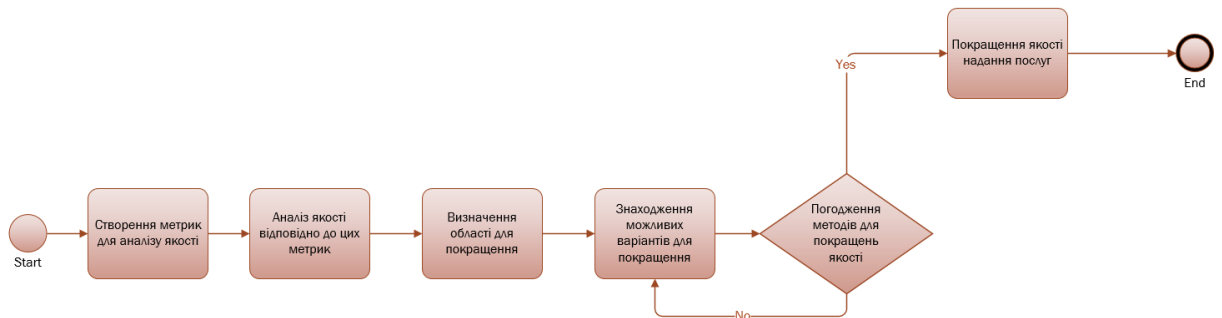 Start
Створення метрик
для аналізу якості
Аналіз якості
відповідно до цих
метрик
Визначення
області для
покращення
Знаходження
можливих
варіантів для
покращення
Погодження
методів для
покращень
якості
No
Yes
Покращення якості
надання послуг
End